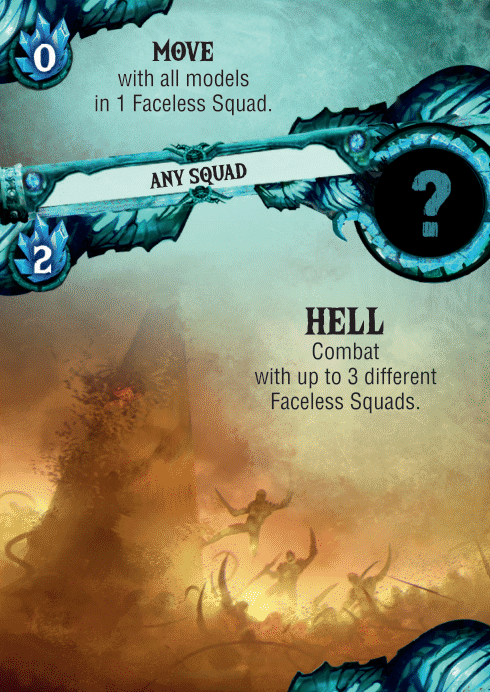 0
MOVE
with all models
in 1 Faceless Squad.
ANY SQUAD
?
2
HELL
Combat
with up to 3 different
Faceless Squads.